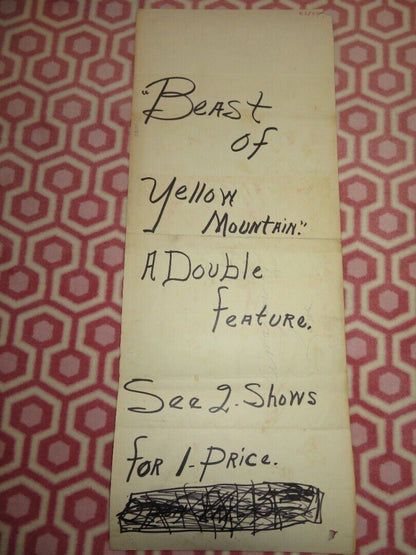 "Beast
of
Yellow
Mountain."
A Double
feature.
See 2. Shows
for 1- Price.